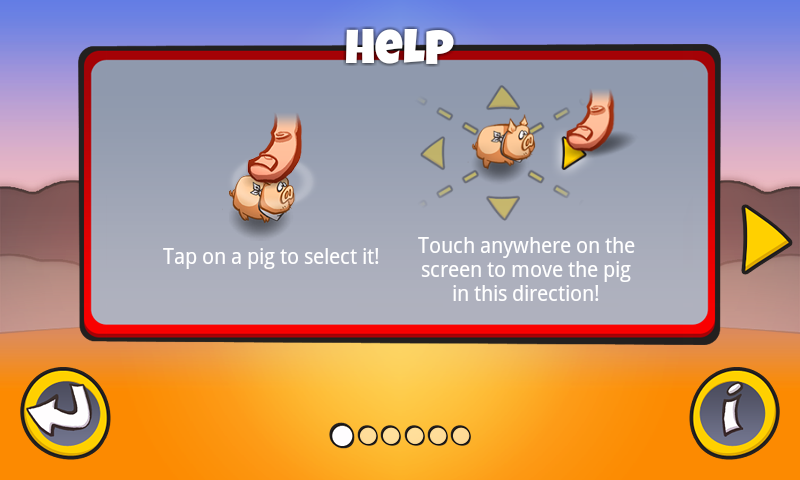 HeLP
Tap on a pig to select it!
Touch anywhere on the
screen to move the pig
in this direction!
i